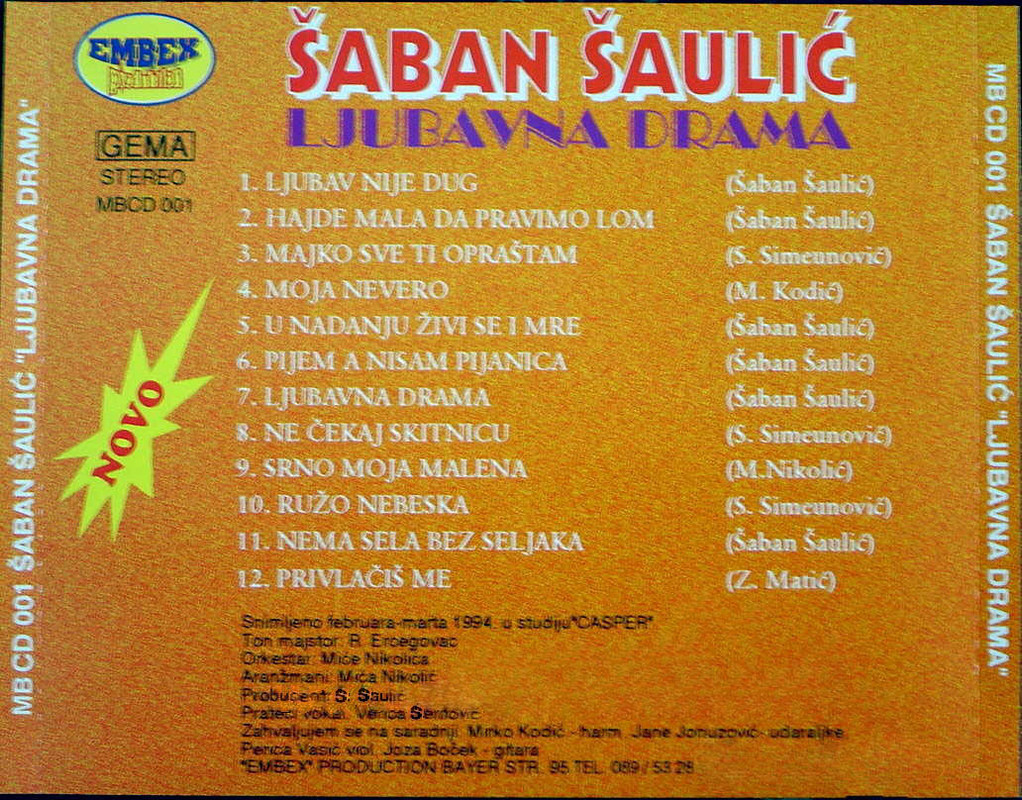 EMBEX
ŠABAN ŠAULIĆ
LJUBAVNA DRAMA
GEMA
STEREO
MBCD 001
1. LJUBAV NIJE DUG (Šaban Šaulić)
2. HAJDE MALA DA PRAVIMO LOM (Šaban Šaulić)
3. MAJKO SVE TI OPRAŠTAM (S. Simeunović)
4. MOJA NEVERO (M. Kodić)
5. U NADANJU ŽIVI SE I MRE (Šaban Šaulić)
6. PIJEM A NISAM PIJANICA (Šaban Šaulić)
7. LJUBAVNA DRAMA (Šaban Šaulić)
8. NE ČEKAJ SKITNICU (S. Simeunović)
9. SRNO MOJA MALENA (M.Nikolić)
10. RUŽO NEBESKA (S. Simeunović)
11. NEMA SELA BEZ SELJAKA (Šaban Šaulić)
12. PRIVLAČIŠ ME (Z. Matić)
NOVO
Snimljeno februara-marta 1994. u studiju"CASPER"
Ton majstor: R. Ercegovac
Orkestar: Miće Nikolića
Aranžmani: Mića Nikolić
Producent: Š. Šaulić
Prateći vokal: Verica Šerifović
Zahvaljujem se na saradnji: Mirko Kodić - harm, Jane Jonuzović- udaraljke,
Perica Vasić viol, Joza Boček - gitara
"EMBEX" PRODUCTION BAYER STR. 95 TEL. 089 / 53 28
MBCD 001 ŠABAN ŠAULIĆ "LJUBAVNA DRAMA"
MBCD 001 ŠABAN ŠAULIĆ "LJUBAVNA DRAMA"